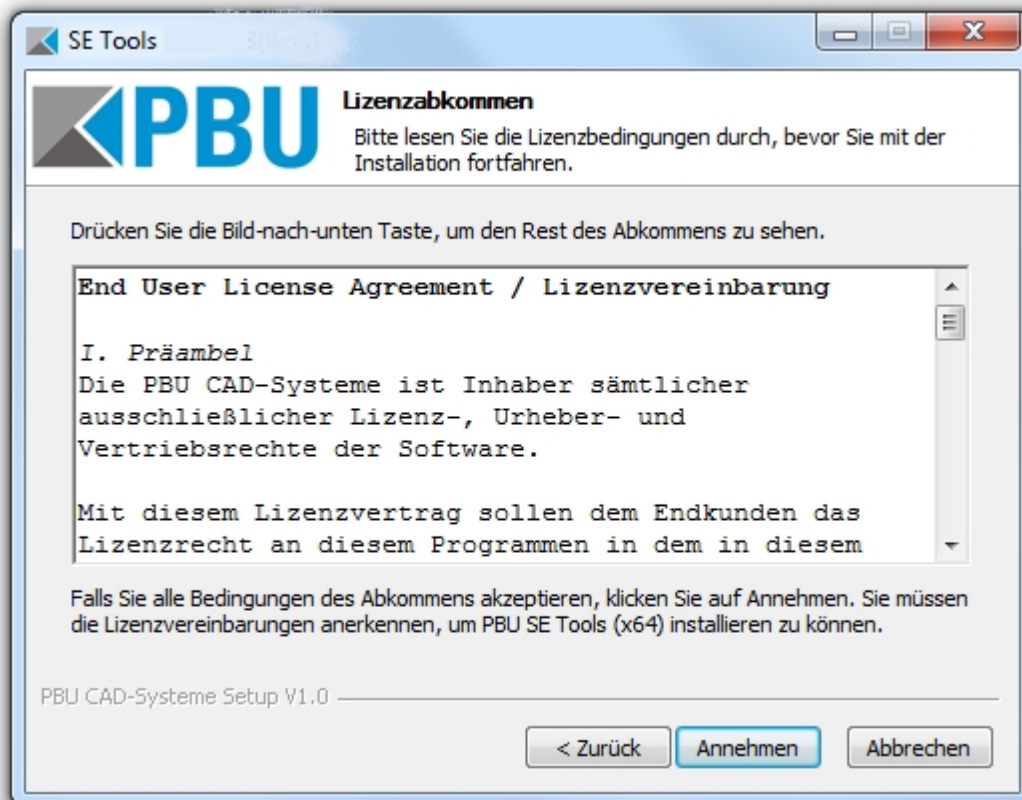 SE Tools
PBU
Lizenzabkommen
Bitte lesen Sie die Lizenzbedingungen durch, bevor Sie mit der
Installation fortfahren.
Drücken Sie die Bild-nach-unten Taste, um den Rest des Abkommens zu sehen.
End User License Agreement / Lizenzvereinbarung
I. Präambel
Die PBU CAD-Systeme ist Inhaber sämtlicher
ausschließlicher Lizenz-, Urheber- und
Vertriebsrechte der Software.
Mit diesem Lizenzvertrag sollen dem Endkunden das
Lizenzrecht an diesem Programmen in dem in diesem
Falls Sie alle Bedingungen des Abkommens akzeptieren, klicken Sie auf Annehmen. Sie müssen
die Lizenzvereinbarungen anerkennen, um PBU SE Tools (x64) installieren zu können.
PBU CAD-Systeme Setup V1.0
< Zurück
Annehmen
Abbrechen